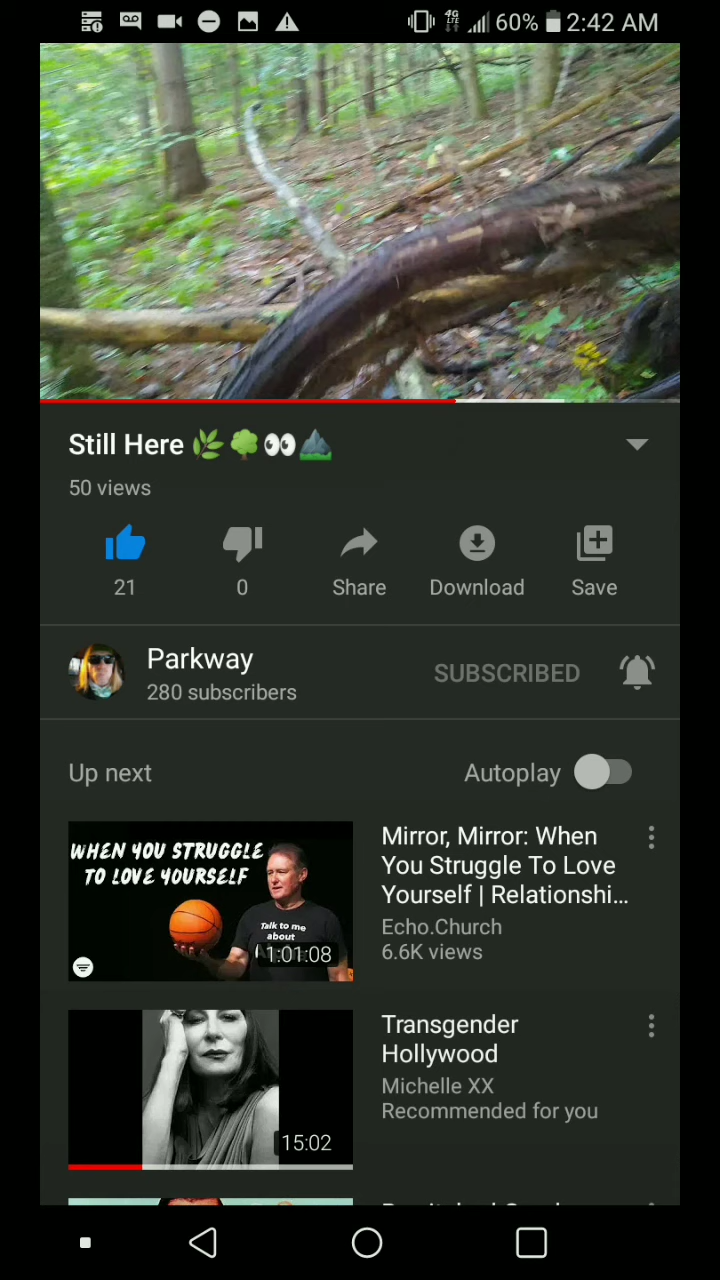 4G
LTE
60%
2:42 AM
Still Here 🌿🌳👀⛰️
50 views
21
0
Share
Download
Save
Parkway
280 subscribers
SUBSCRIBED
Up next
Autoplay
WHEN YOU STRUGGLE
TO LOVE YOURSELF
Talk to me
about
1:01:08
Mirror, Mirror: When
You Struggle To Love
Yourself | Relationshi...
Echo.Church
6.6K views
15:02
Transgender
Hollywood
Michelle XX
Recommended for you